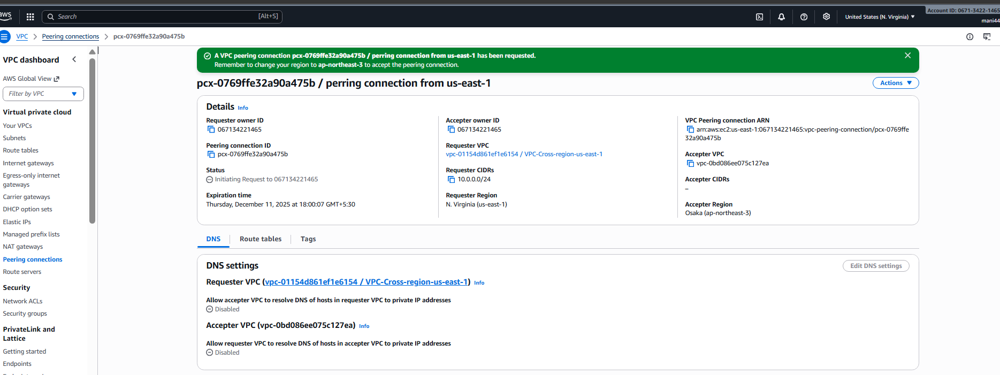 aws
Search
[Alt+S]
United States (N. Virginia)
Account ID: 0671-3422-1465
mani44
VPC
Peering connections
pcx-0769ffe32a90a475b
VPC dashboard
AWS Global View
Filter by VPC
Virtual private cloud
Your VPCs
Subnets
Route tables
Internet gateways
Egress-only internet
gateways
Carrier gateways
DHCP option sets
Elastic IPs
Managed prefix lists
NAT gateways
Peering connections
Route servers
Security
Network ACLs
Security groups
PrivateLink and
Lattice
Getting started
Endpoints
A VPC peering connection pcx-0769ffe32a90a475b / perring connection from us-east-1 has been requested.
Remember to change your region to ap-northeast-3 to accept the peering connection.
pcx-0769ffe32a90a475b / perring connection from us-east-1
Actions
Details Info
Requester owner ID
067134221465
Peering connection ID
pcx-0769ffe32a90a475b
Status
Initiating Request to 067134221465
Expiration time
Thursday, December 11, 2025 at 18:00:07 GMT+5:30
Accepter owner ID
067134221465
Requester VPC
vpc-01154d861ef1e6154 / VPC-Cross-region-us-east-1
Requester CIDRs
10.0.0.0/24
Requester Region
N. Virginia (us-east-1)
VPC Peering connection ARN
arn:aws:ec2:us-east-1:067134221465:vpc-peering-connection/pcx-0769ffe
32a90a475b
Accepter VPC
vpc-0bd086ee075c127ea
Accepter CIDRs
–
Accepter Region
Osaka (ap-northeast-3)
DNS
Route tables
Tags
DNS settings
Edit DNS settings
Requester VPC (vpc-01154d861ef1e6154 / VPC-Cross-region-us-east-1) Info
Allow accepter VPC to resolve DNS of hosts in requester VPC to private IP addresses
Disabled
Accepter VPC (vpc-0bd086ee075c127ea) Info
Allow requester VPC to resolve DNS of hosts in accepter VPC to private IP addresses
Disabled